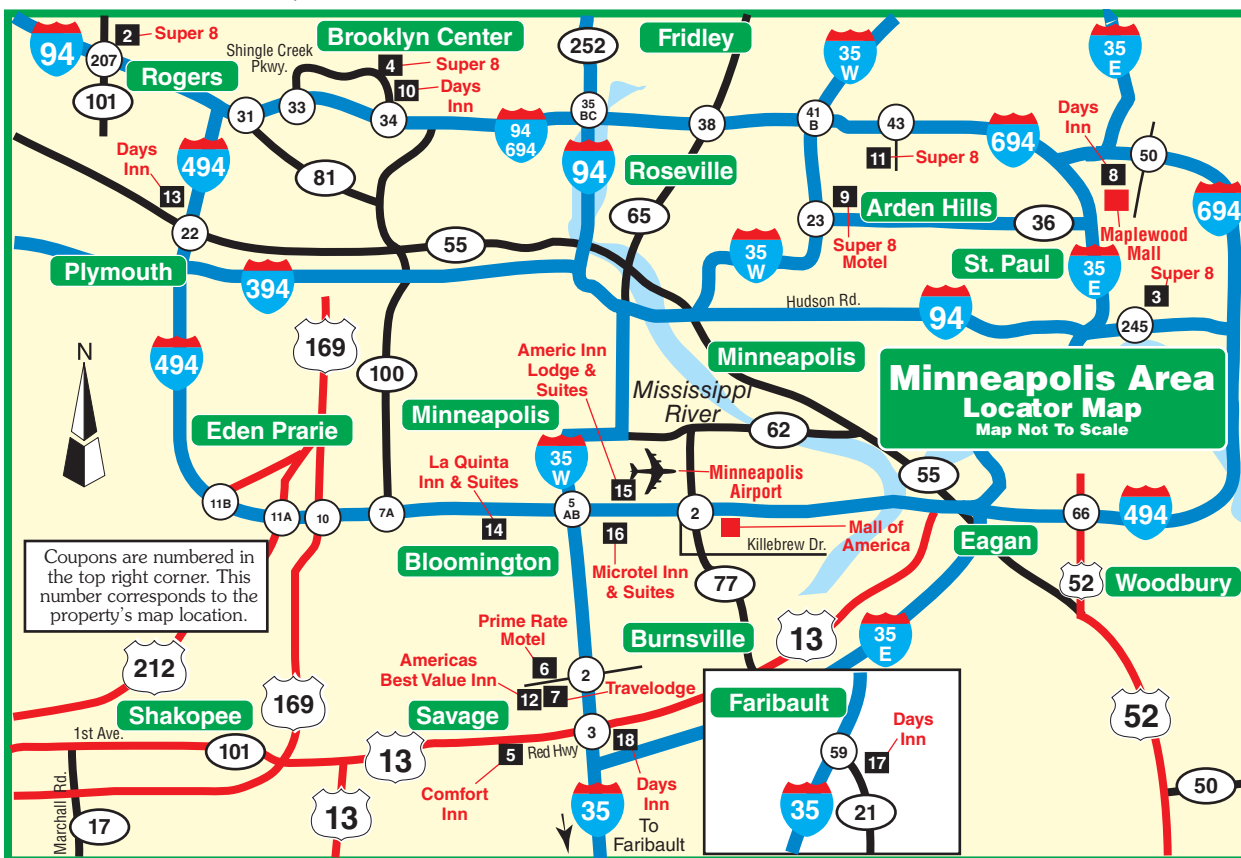 2
Super 8
94
207
101
Rogers
Shingle Creek
Pkwy.
Brooklyn Center
4
Super 8
10
Days
Inn
252
Fridley
35
W
35
E
31
33
34
94
694
35
BC
38
41
B
43
694
11
Super 8
Days
Inn
8
50
Days
Inn
13
494
81
94
Roseville
65
9
Arden Hills
36
Maplewood
Mall
694
22
55
23
Super 8
Motel
Plymouth
394
35
W
St. Paul
35
E
Super 8
3
Hudson Rd.
94
245
N
494
169
100
Americ Inn
Lodge &
Suites
Minneapolis
Minneapolis Area
Locator Map
Map Not To Scale
Mississippi
River
Minneapolis
Eden Prarie
62
La Quinta
Inn & Suites
35
W
15
Minneapolis
Airport
55
11B
11A
10
7A
14
5
AB
16
2
Mall of
America
Killebrew Dr.
66
494
Eagan
Coupons are numbered in
the top right corner. This
number corresponds to the
property's map location.
Bloomington
Microtel Inn
& Suites
77
52
Woodbury
Prime Rate
Motel
6
Burnsville
13
35
E
212
Americas
Best Value Inn
12
7
2
Travelodge
169
Shakopee
1st Ave.
101
Savage
13
5
Red Hwy
3
18
Comfort
Inn
Days
Inn
Faribault
59
Days
Inn
17
52
Marchall Rd.
17
13
35
To
Faribault
35
21
50